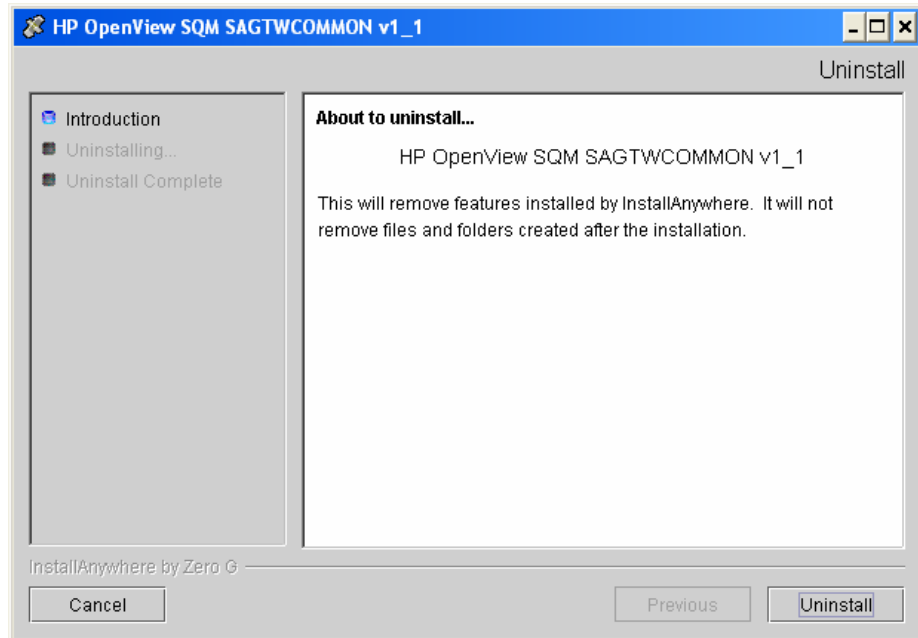 HP OpenView SQM SAGTWCOMMON v1_1
Uninstall
Introduction
Uninstalling...
Uninstall Complete
About to uninstall...
HP OpenView SQM SAGTWCOMMON v1_1
This will remove features installed by InstallAnywhere. It will not
remove files and folders created after the installation.
InstallAnywhere by Zero G
Cancel
Previous
Uninstall